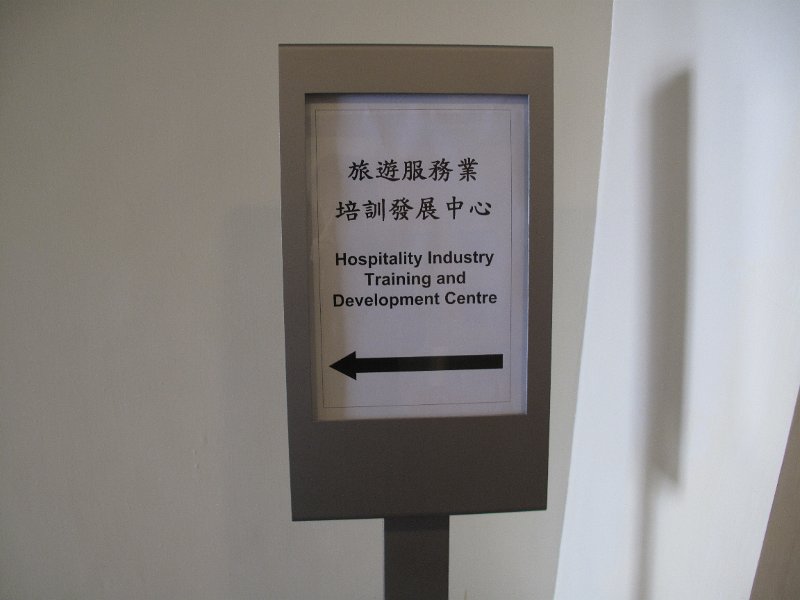 旅遊服務業
培訓發展中心
Hospitality Industry
Training and
Development Centre